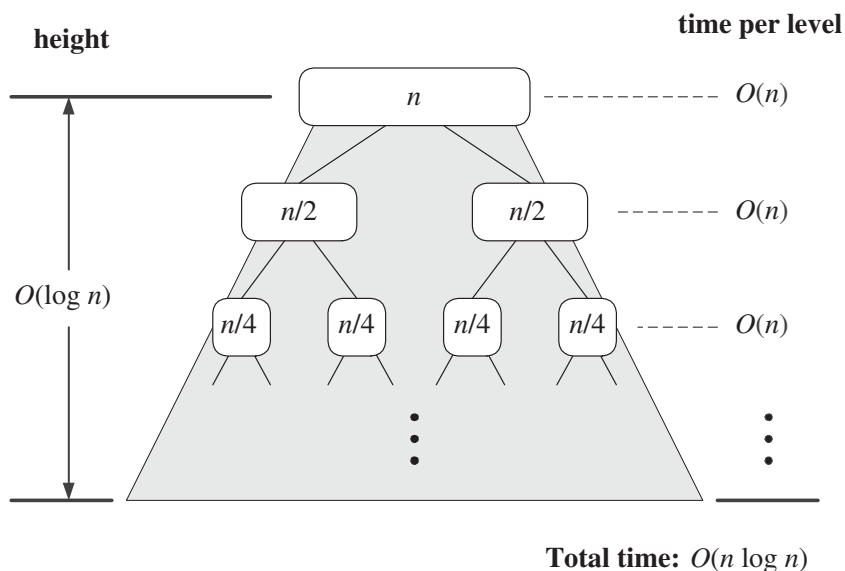 height
time per level
n
O(n)
n/2
n/2
O(n)
O(log n)
n/4
n/4
n/4
n/4
O(n)
Total time: O(n log n)